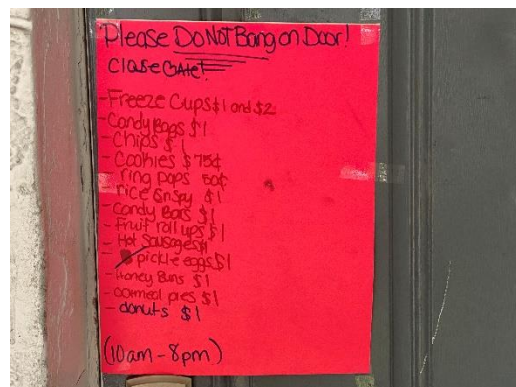 Please Do Not Bang on Door!
Close GAte!
- Freeze Cups $1 and $2
- Candy Bags $1
- Chips $1
- Cookies $75¢
- ring pops 50¢
- rice crispy $1
- Candy Bars $1
- Fruit roll ups $1
- Hot Sausages $1
- pickle eggs $1
- Honey Buns $1
- oatmeal pies $1
- donuts $1
(10am - 8pm)